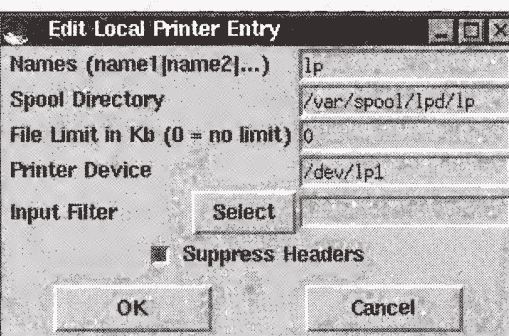 Edit Local Printer Entry
Names (name1|name2|...) lp
Spool Directory /var/spool/lpd/lp
File Limit in Kb (0 = no limit) 0
Printer Device /dev/lp1
Input Filter Select
Suppress Headers
OK Cancel